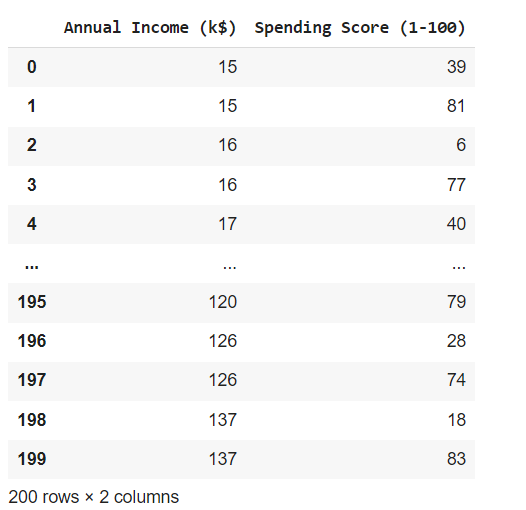 Annual Income (k$) Spending Score (1-100)
0 15 39
1 15 81
2 16 6
3 16 77
4 17 40
... ... ...
195 120 79
196 126 28
197 126 74
198 137 18
199 137 83
200 rows × 2 columns